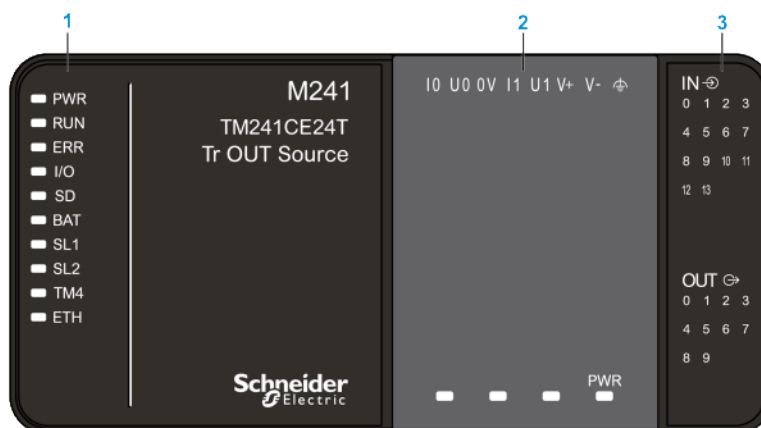 1 2 3
PWR
RUN
ERR
I/O
SD
BAT
SL1
SL2
TM4
ETH
M241
TM241CE24T
Tr OUT Source
Schneider
Electric
I0 U0 0V I1 U1 V+ V-
PWR
IN
0 1 2 3
4 5 6 7
8 9 10 11
12 13
OUT
0 1 2 3
4 5 6 7
8 9